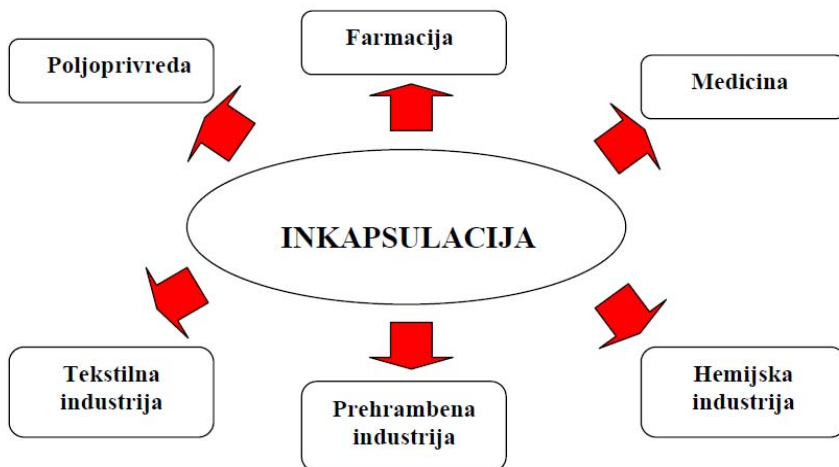 Farmacija
Poljoprivreda
Medicina
INKAPSULACIJA
Tekstilna
industrija
Prehrambena
industrija
Hemijska
industrija